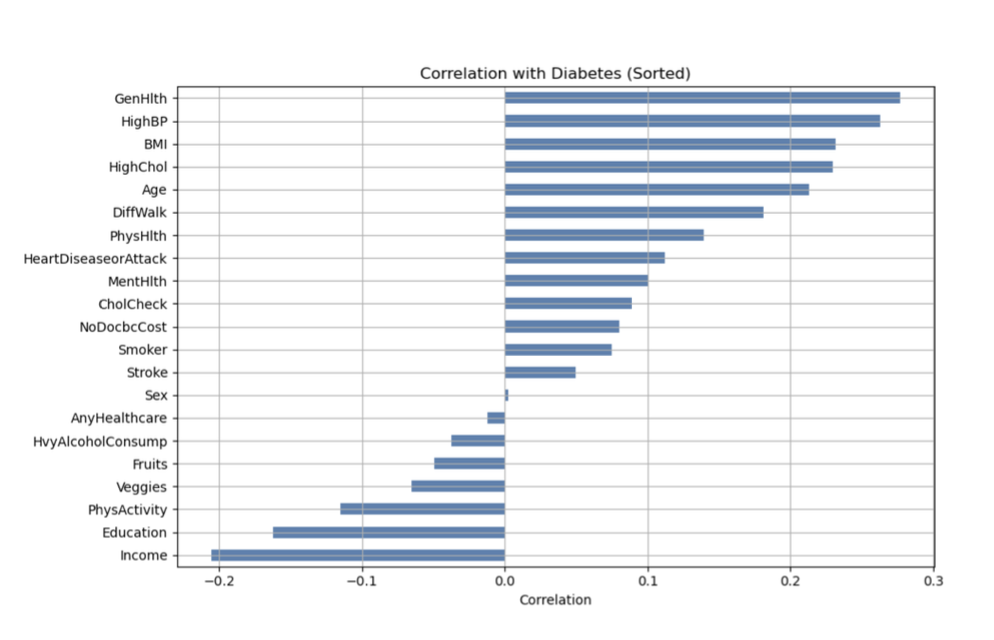 Correlation with Diabetes (Sorted)
GenHlth
HighBP
BMI
HighChol
Age
DiffWalk
PhysHlth
HeartDiseaseorAttack
MentHlth
CholCheck
NoDocbcCost
Smoker
Stroke
Sex
AnyHealthcare
HvyAlcoholConsump
Fruits
Veggies
PhysActivity
Education
Income
−0.2 −0.1 0.0 0.1 0.2 0.3
Correlation